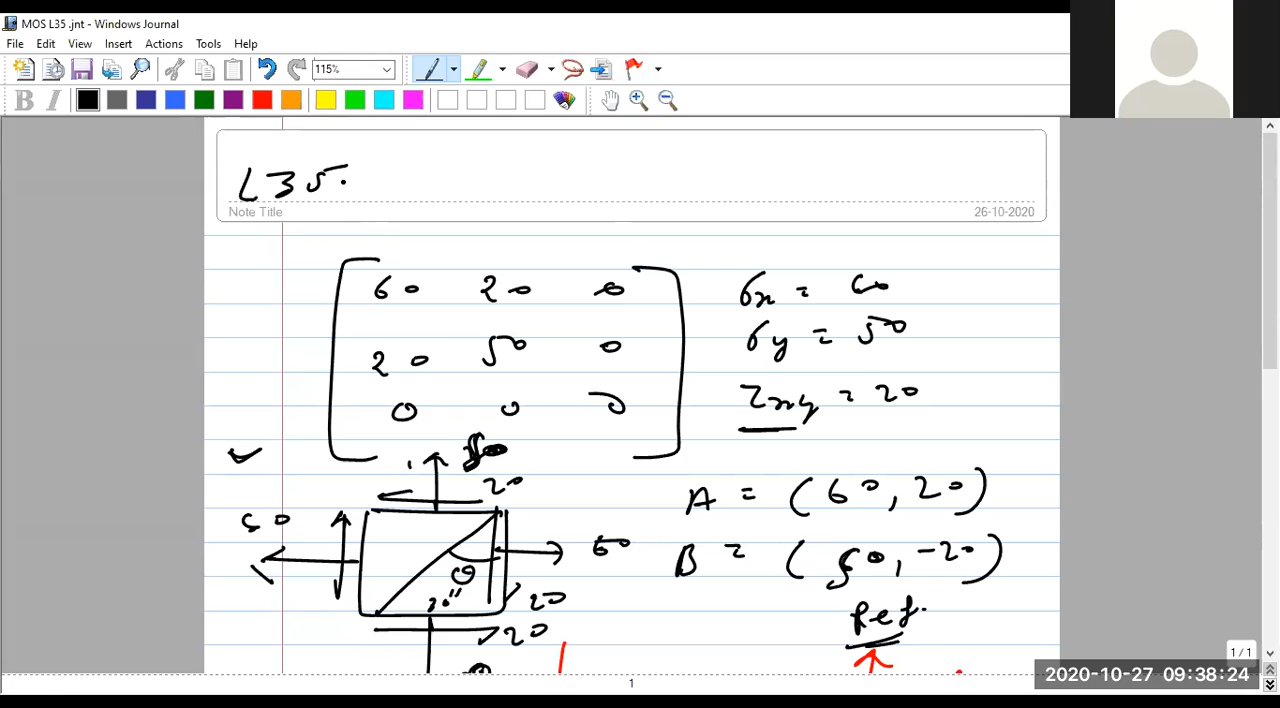 MOS L35 .jnt - Windows Journal
File Edit View Insert Actions Tools Help
115%
B I
L35.
Note Title
26-10-2020
60 20 0
20 50 0
0 0 0
σx = 60
σy = 50
τxy = 20
20
A = (60, 20)
60
60
B = (50, -20)
θ
20
20
Ref.
1 / 1
2020-10-27 09:38:24
1